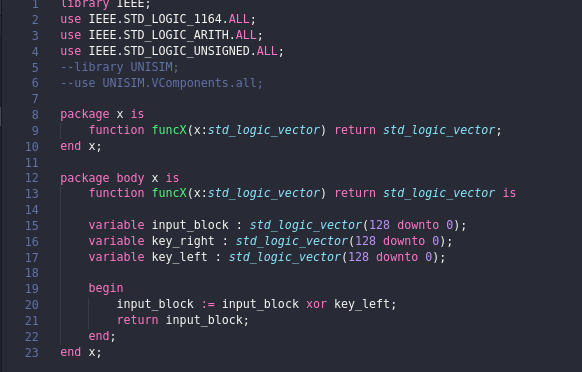 1 library IEEE;
2 use IEEE.STD_LOGIC_1164.ALL;
3 use IEEE.STD_LOGIC_ARITH.ALL;
4 use IEEE.STD_LOGIC_UNSIGNED.ALL;
5 --library UNISIM;
6 --use UNISIM.VComponents.all;
7
8 package x is
9 function funcX(x:std_logic_vector) return std_logic_vector;
10 end x;
11
12 package body x is
13 function funcX(x:std_logic_vector) return std_logic_vector is
14
15 variable input_block : std_logic_vector(128 downto 0);
16 variable key_right : std_logic_vector(128 downto 0);
17 variable key_left : std_logic_vector(128 downto 0);
18
19 begin
20 input_block := input_block xor key_left;
21 return input_block;
22 end;
23 end x;